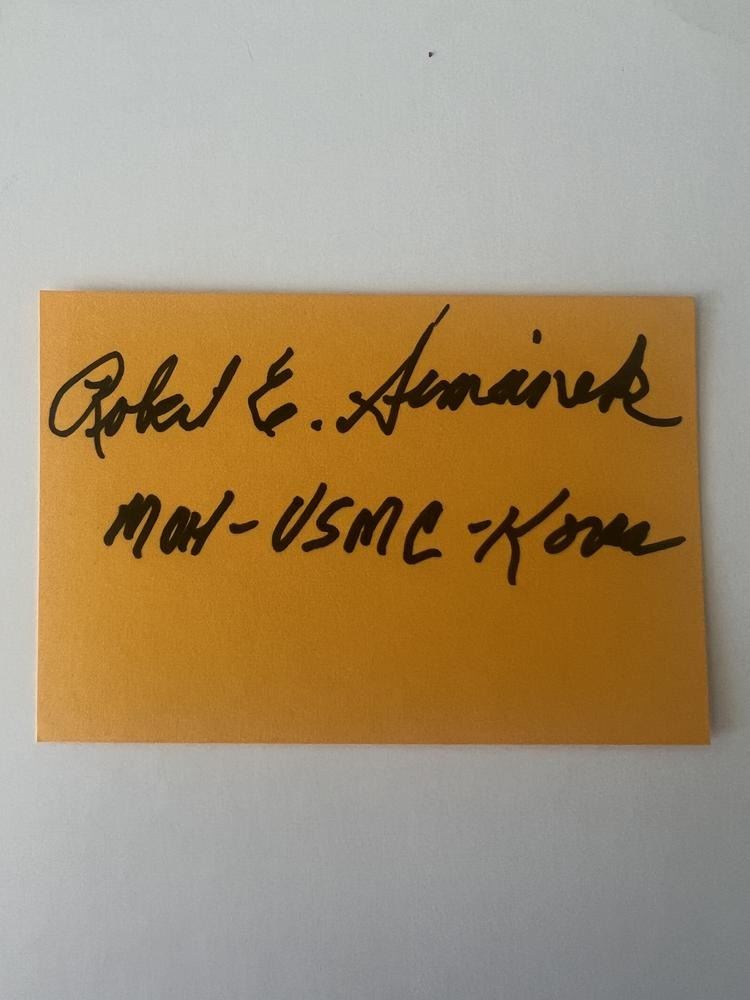 Robert E. Simanek
MOH - USMC - Korea